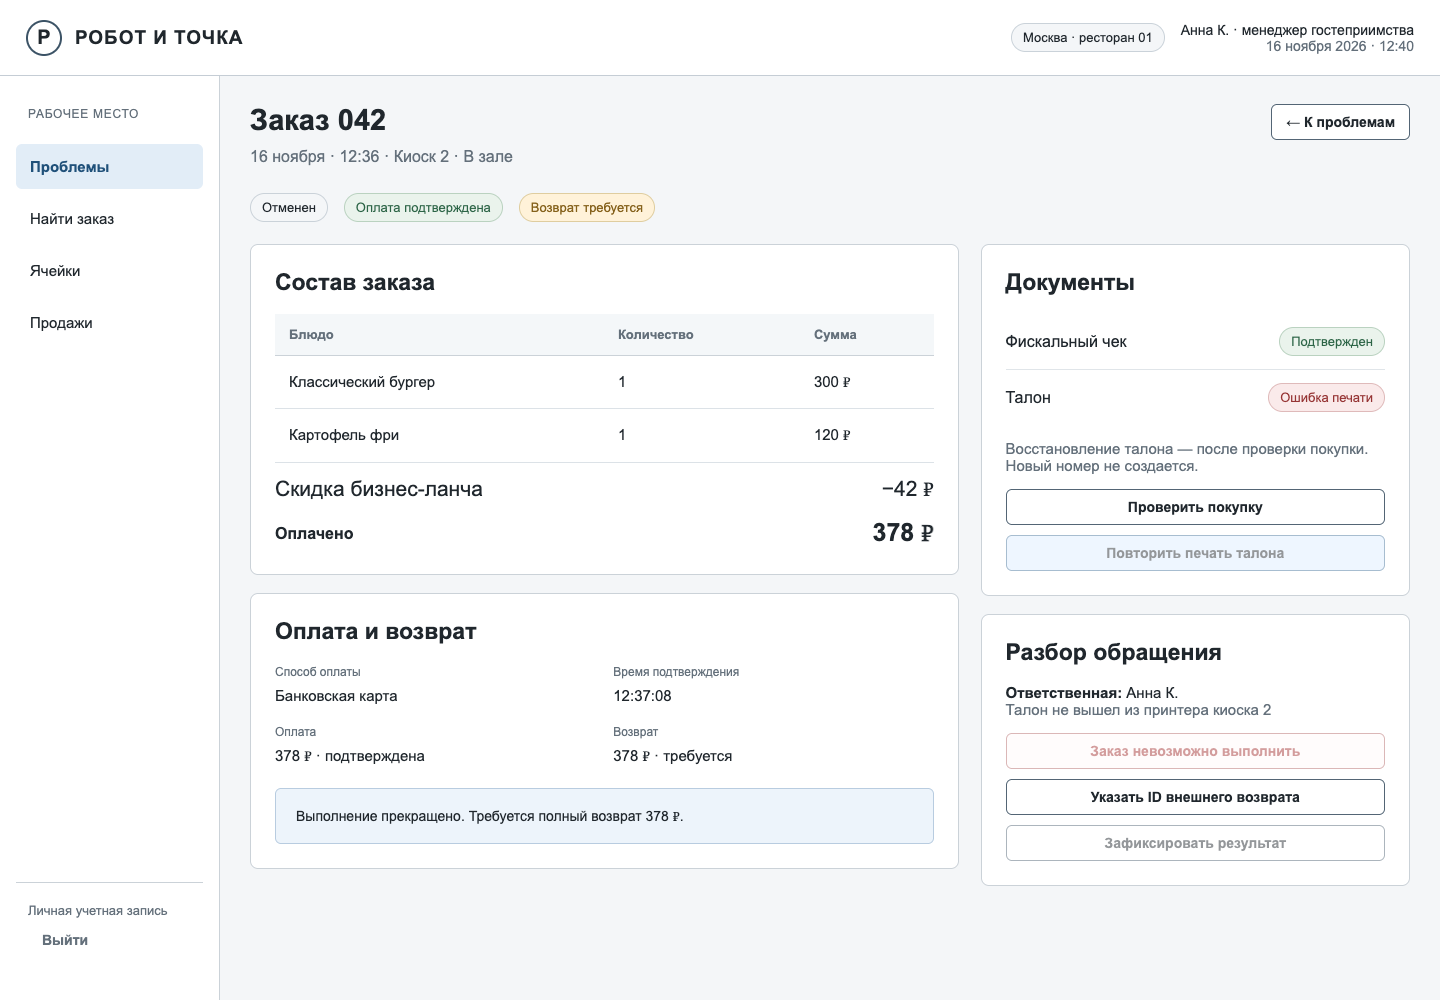 Р РОБОТ И ТОЧКА
Москва · ресторан 01
Анна К. · менеджер гостеприимства
16 ноября 2026 · 12:40
РАБОЧЕЕ МЕСТО
Проблемы
Найти заказ
Ячейки
Продажи
Личная учетная запись
Выйти
Заказ 042
16 ноября · 12:36 · Киоск 2 · В зале
← К проблемам
Отменен
Оплата подтверждена
Возврат требуется
Состав заказа
Блюдо Количество Сумма
Классический бургер 1 300 ₽
Картофель фри 1 120 ₽
Скидка бизнес-ланча −42 ₽
Оплачено 378 ₽
Оплата и возврат
Способ оплаты Время подтверждения
Банковская карта 12:37:08
Оплата Возврат
378 ₽ · подтверждена 378 ₽ · требуется
Выполнение прекращено. Требуется полный возврат 378 ₽.
Документы
Фискальный чек Подтвержден
Талон Ошибка печати
Восстановление талона — после проверки покупки.
Новый номер не создается.
Проверить покупку
Повторить печать талона
Разбор обращения
Ответственная: Анна К.
Талон не вышел из принтера киоска 2
Заказ невозможно выполнить
Указать ID внешнего возврата
Зафиксировать результат